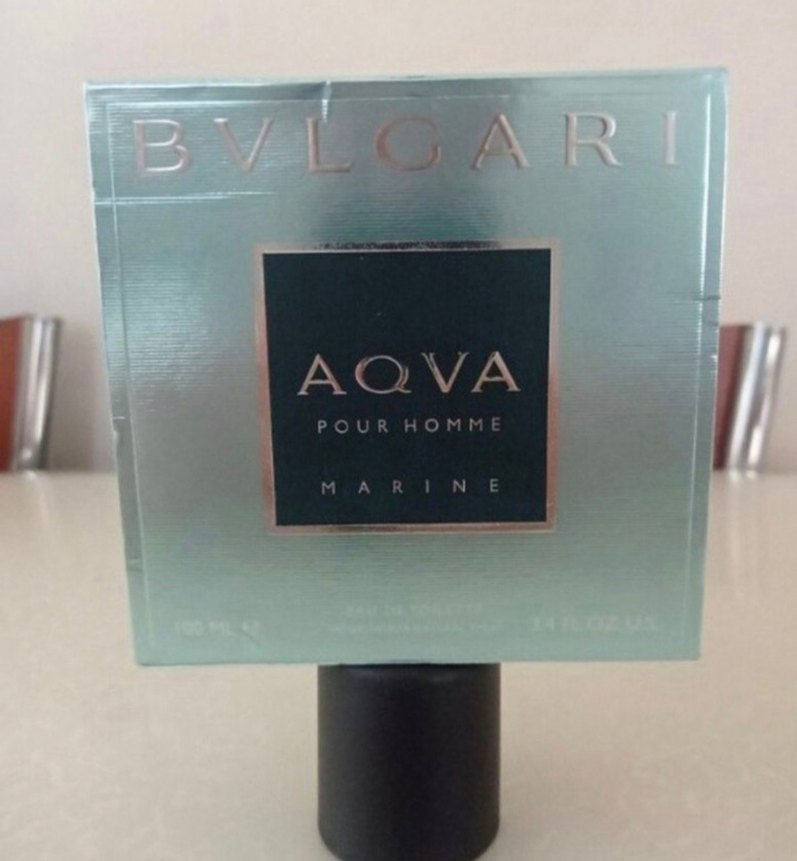 BVLGARI
AQVA
POUR HOMME
MARINE
EAU DE TOILETTE
100 ML ℮
3.4 FL.OZ. U.S.